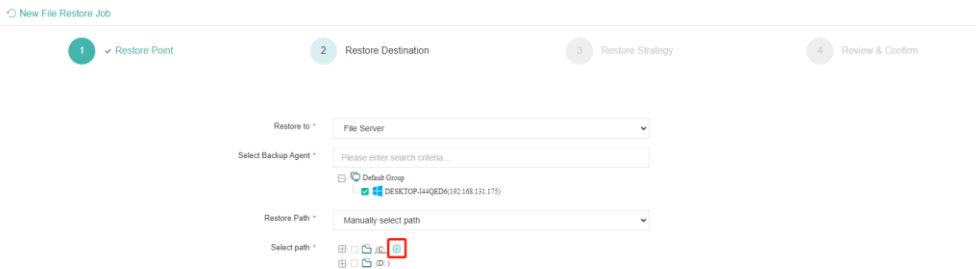 New File Restore Job
1 Restore Point
2 Restore Destination
3 Restore Strategy
4 Review & Confirm
Restore to * File Server
Select Backup Agent * Please enter search criteria...
Default Group
DESKTOP-I44QED6(192.168.131.175)
Restore Path * Manually select path
Select path * (C:
(D: )